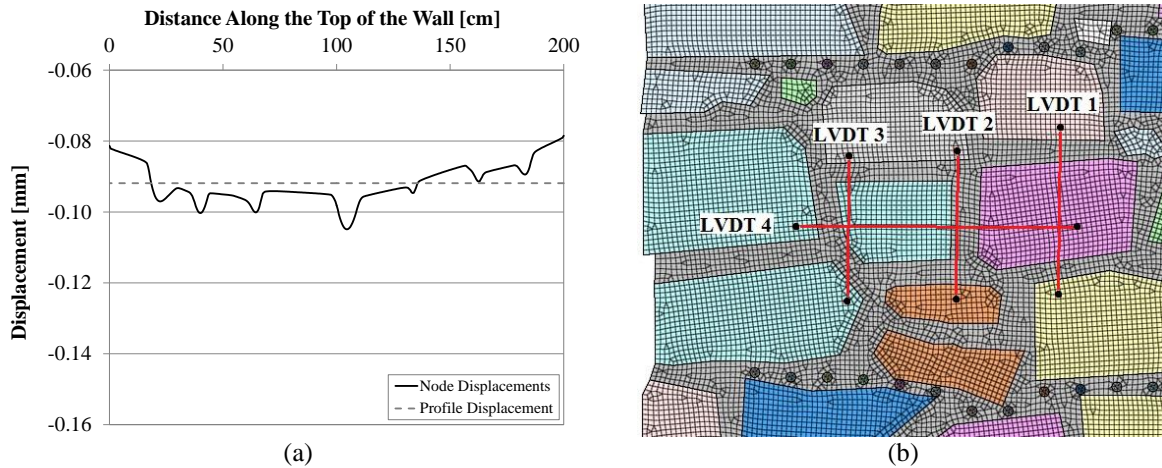 Distance Along the Top of the Wall [cm]
0 50 100 150 200
-0.06
-0.08
-0.10
-0.12
-0.14
-0.16
Displacement [mm]
Node Displacements
Profile Displacement
(a)
LVDT 1
LVDT 2
LVDT 3
LVDT 4
(b)